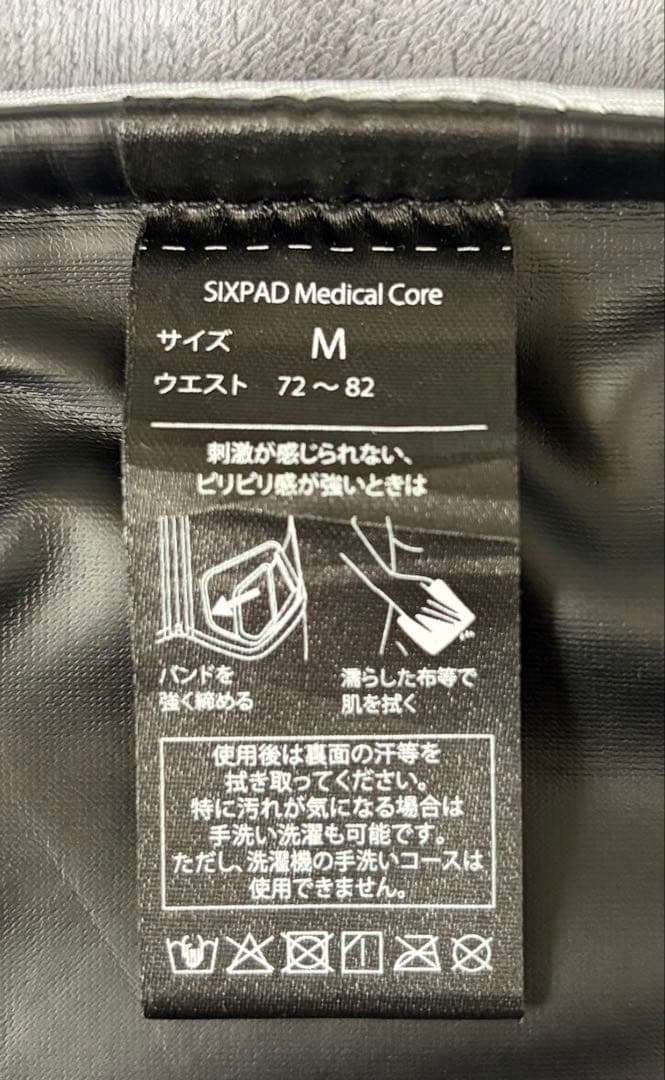 SIXPAD Medical Core
サイズ M
ウエスト 72〜82
刺激が感じられない、
ピリピリ感が強いときは
バンドを
強く締める
濡らした布等で
肌を拭く
使用後は裏面の汗等を
拭き取ってください。
特に汚れが気になる場合は
手洗い洗濯も可能です。
ただし、洗濯機の手洗いコースは
使用できません。